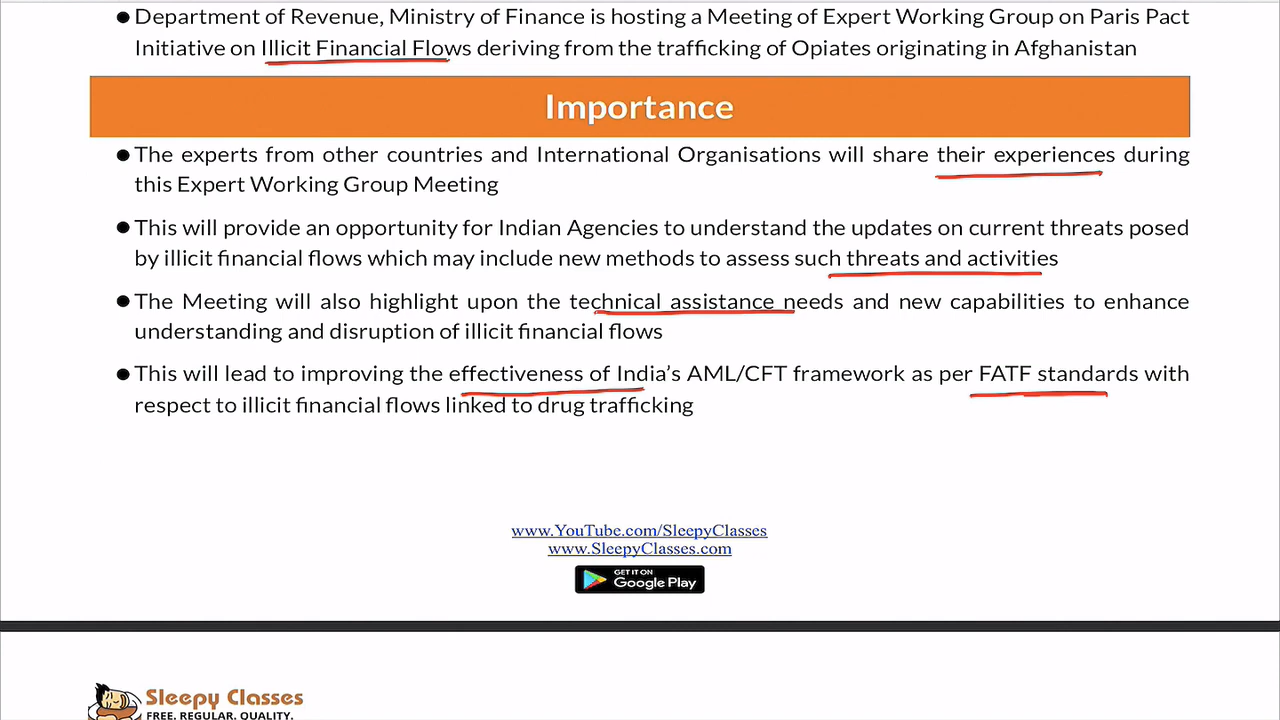 ● Department of Revenue, Ministry of Finance is hosting a Meeting of Expert Working Group on Paris Pact
Initiative on Illicit Financial Flows deriving from the trafficking of Opiates originating in Afghanistan
Importance
● The experts from other countries and International Organisations will share their experiences during
this Expert Working Group Meeting
● This will provide an opportunity for Indian Agencies to understand the updates on current threats posed
by illicit financial flows which may include new methods to assess such threats and activities
● The Meeting will also highlight upon the technical assistance needs and new capabilities to enhance
understanding and disruption of illicit financial flows
● This will lead to improving the effectiveness of India’s AML/CFT framework as per FATF standards with
respect to illicit financial flows linked to drug trafficking
www.YouTube.com/SleepyClasses
www.SleepyClasses.com
GET IT ON
Google Play
Sleepy Classes
FREE. REGULAR. QUALITY.